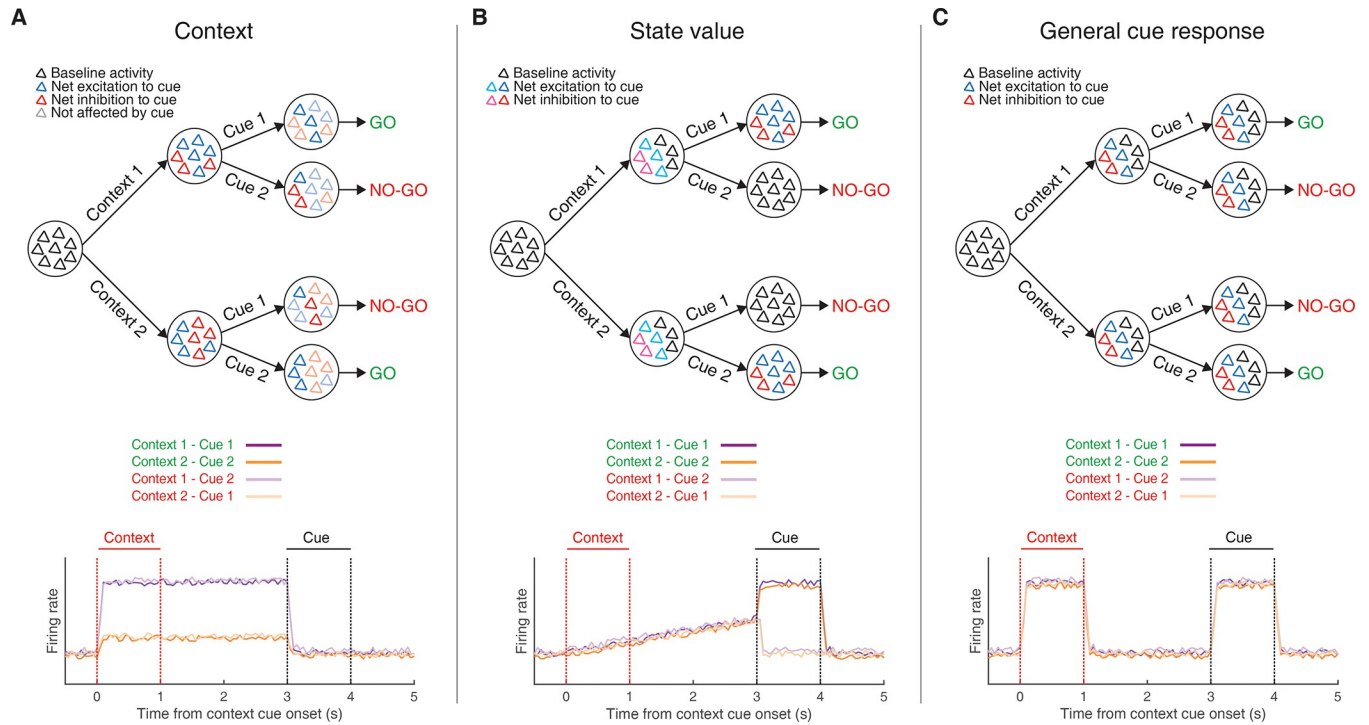 A
Context
Baseline activity
Net excitation to cue
Net inhibition to cue
Not affected by cue
Context 1
Context 2
Cue 1
Cue 2
Cue 1
Cue 2
GO
NO-GO
NO-GO
GO
Context 1 - Cue 1
Context 2 - Cue 2
Context 1 - Cue 2
Context 2 - Cue 1
Context
Cue
Firing rate
0 1 2 3 4 5
Time from context cue onset (s)
B
State value
Baseline activity
Net excitation to cue
Net inhibition to cue
Context 1
Context 2
Cue 1
Cue 2
Cue 1
Cue 2
GO
NO-GO
NO-GO
GO
Context 1 - Cue 1
Context 2 - Cue 2
Context 1 - Cue 2
Context 2 - Cue 1
Context
Cue
Firing rate
0 1 2 3 4 5
Time from context cue onset (s)
C
General cue response
Baseline activity
Net excitation to cue
Net inhibition to cue
Context 1
Context 2
Cue 1
Cue 2
Cue 1
Cue 2
GO
NO-GO
NO-GO
GO
Context 1 - Cue 1
Context 2 - Cue 2
Context 1 - Cue 2
Context 2 - Cue 1
Context
Cue
Firing rate
0 1 2 3 4 5
Time from context cue onset (s)